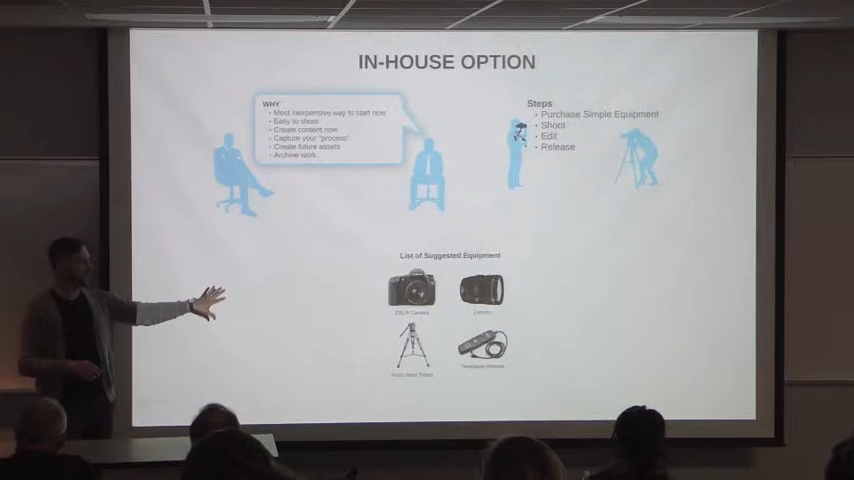 IN-HOUSE OPTION
WHY
• Most inexpensive way to start now
• Easy to shoot
• Create content now
• Capture your "process"
• Create future assets
• Archive work
Steps
• Purchase Simple Equipment
• Shoot
• Edit
• Release
List of Suggested Equipment
DSLR Camera
Lenses
Fluid Head Tripod
Timelapse Remote